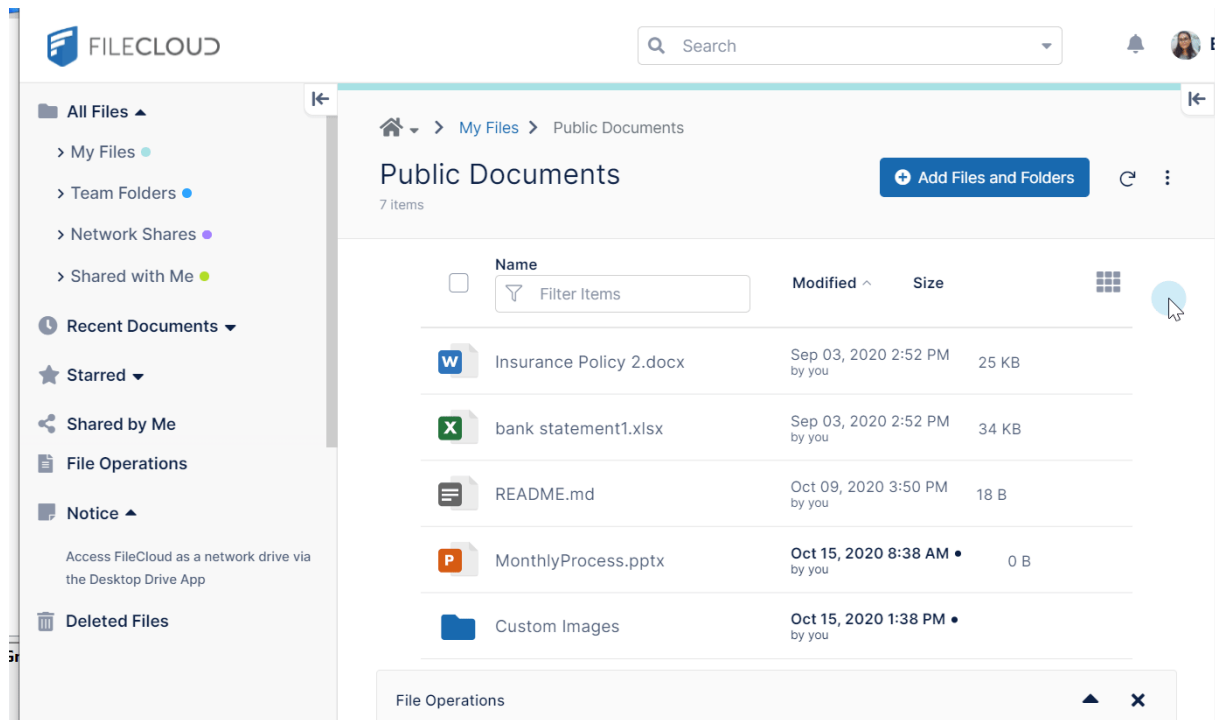 FILECLOUD
Search
All Files
My Files
Team Folders
Network Shares
Shared with Me
Recent Documents
Starred
Shared by Me
File Operations
Notice
Access FileCloud as a network drive via
the Desktop Drive App
Deleted Files
My Files > Public Documents
Public Documents
7 items
Add Files and Folders
Name
Filter Items
Modified
Size
Insurance Policy 2.docx
Sep 03, 2020 2:52 PM
by you
25 KB
bank statement1.xlsx
Sep 03, 2020 2:52 PM
by you
34 KB
README.md
Oct 09, 2020 3:50 PM
by you
18 B
MonthlyProcess.pptx
Oct 15, 2020 8:38 AM
by you
0 B
Custom Images
Oct 15, 2020 1:38 PM
by you
File Operations